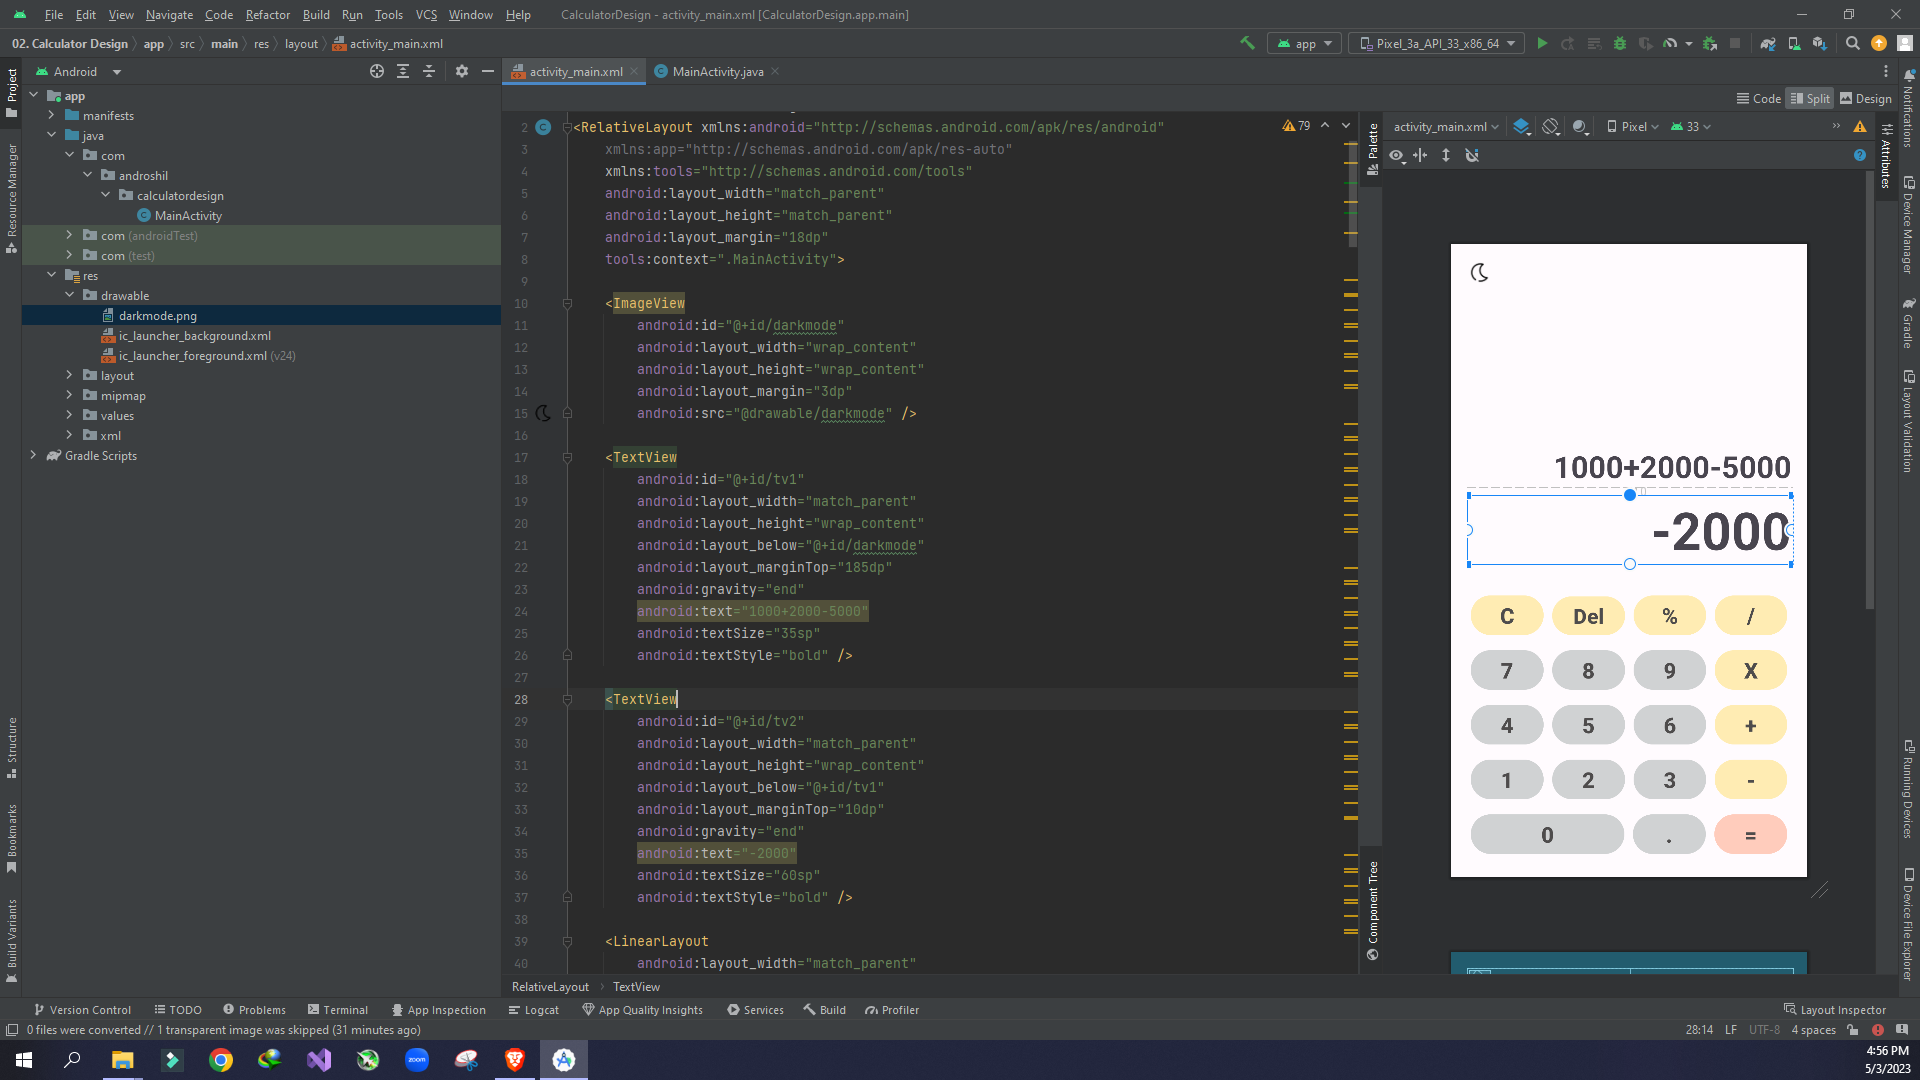 File Edit View Navigate Code Refactor Build Run Tools VCS Window Help CalculatorDesign - activity_main.xml [CalculatorDesign.app.main]
02. Calculator Design app src main res layout activity_main.xml app Pixel_3a_API_33_x86_64
Android
activity_main.xml MainActivity.java
Code Split Design
Project
Resource Manager
Structure
Bookmarks
Build Variants
app
manifests
java
com
androshil
calculatordesign
MainActivity
com (androidTest)
com (test)
res
drawable
darkmode.png
ic_launcher_background.xml
ic_launcher_foreground.xml (v24)
layout
mipmap
values
xml
Gradle Scripts
79
2 <RelativeLayout xmlns:android="http://schemas.android.com/apk/res/android"
3 xmlns:app="http://schemas.android.com/apk/res-auto"
4 xmlns:tools="http://schemas.android.com/tools"
5 android:layout_width="match_parent"
6 android:layout_height="match_parent"
7 android:layout_margin="18dp"
8 tools:context=".MainActivity">
9
10 <ImageView
11 android:id="@+id/darkmode"
12 android:layout_width="wrap_content"
13 android:layout_height="wrap_content"
14 android:layout_margin="3dp"
15 android:src="@drawable/darkmode" />
16
17 <TextView
18 android:id="@+id/tv1"
19 android:layout_width="match_parent"
20 android:layout_height="wrap_content"
21 android:layout_below="@+id/darkmode"
22 android:layout_marginTop="185dp"
23 android:gravity="end"
24 android:text="1000+2000-5000"
25 android:textSize="35sp"
26 android:textStyle="bold" />
27
28 <TextView
29 android:id="@+id/tv2"
30 android:layout_width="match_parent"
31 android:layout_height="wrap_content"
32 android:layout_below="@+id/tv1"
33 android:layout_marginTop="10dp"
34 android:gravity="end"
35 android:text="-2000"
36 android:textSize="60sp"
37 android:textStyle="bold" />
38
39 <LinearLayout
40 android:layout_width="match_parent"
RelativeLayout TextView
Palette
Component Tree
activity_main.xml Pixel 33
1000+2000-5000
-2000
C Del % /
7 8 9 X
4 5 6 +
1 2 3 -
0 . =
Attributes
Notifications
Device Manager
Gradle
Layout Validation
Running Devices
Device File Explorer
Version Control TODO Problems Terminal App Inspection Logcat App Quality Insights Services Build Profiler Layout Inspector
0 files were converted // 1 transparent image was skipped (31 minutes ago) 28:14 LF UTF-8 4 spaces
zoom
4:56 PM
5/3/2023